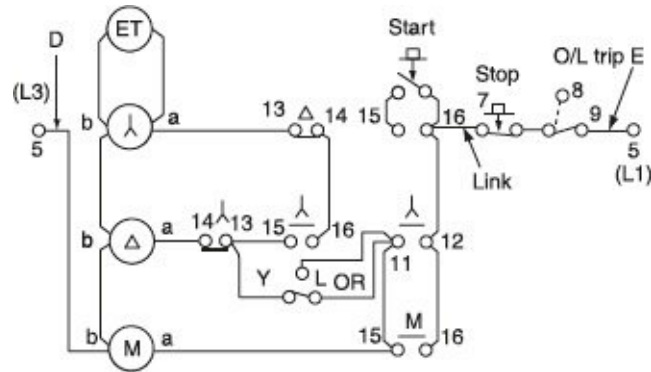 ET
D
Start
O/L trip E
Stop
(L3)
13 Δ 14
8
7
b a
15 16
9
5
5
(L1)
Link
b Δ a
14 13
15 16
11 12
Y L OR
b M a
15 M 16